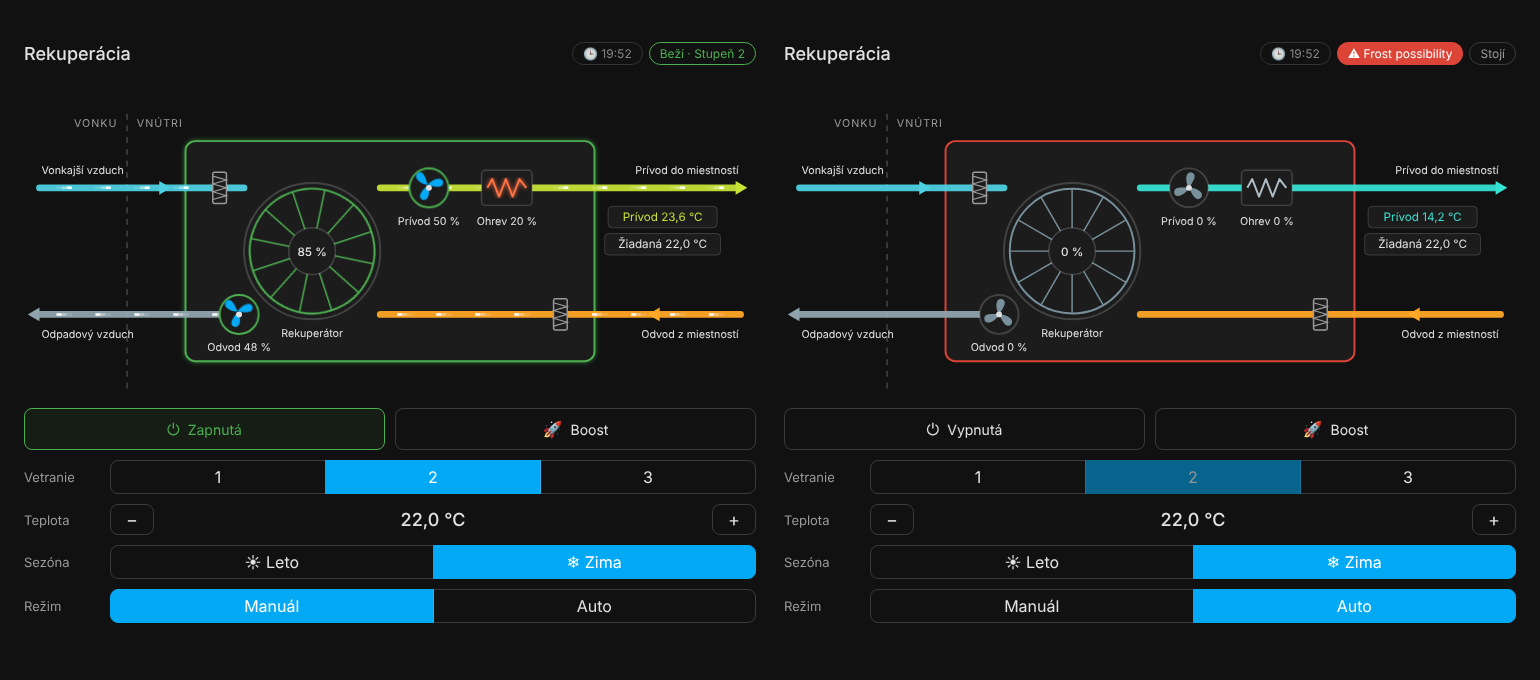 Rekuperácia
19:52
Beží · Stupeň 2
VONKU
VNÚTRI
Vonkajší vzduch
Prívod do miestností
Prívod 50 %
Ohrev 20 %
Prívod 23,6 °C
Žiadaná 22,0 °C
85 %
Odpadový vzduch
Rekuperátor
Odvod z miestností
Odvod 48 %
Zapnutá
Boost
Vetranie
1
2
3
Teplota
−
22,0 °C
+
Sezóna
Leto
Zima
Režim
Manuál
Auto
Rekuperácia
19:52
Frost possibility
Stojí
VONKU
VNÚTRI
Vonkajší vzduch
Prívod do miestností
Prívod 0 %
Ohrev 0 %
Prívod 14,2 °C
Žiadaná 22,0 °C
0 %
Odpadový vzduch
Rekuperátor
Odvod z miestností
Odvod 0 %
Vypnutá
Boost
Vetranie
1
2
3
Teplota
−
22,0 °C
+
Sezóna
Leto
Zima
Režim
Manuál
Auto